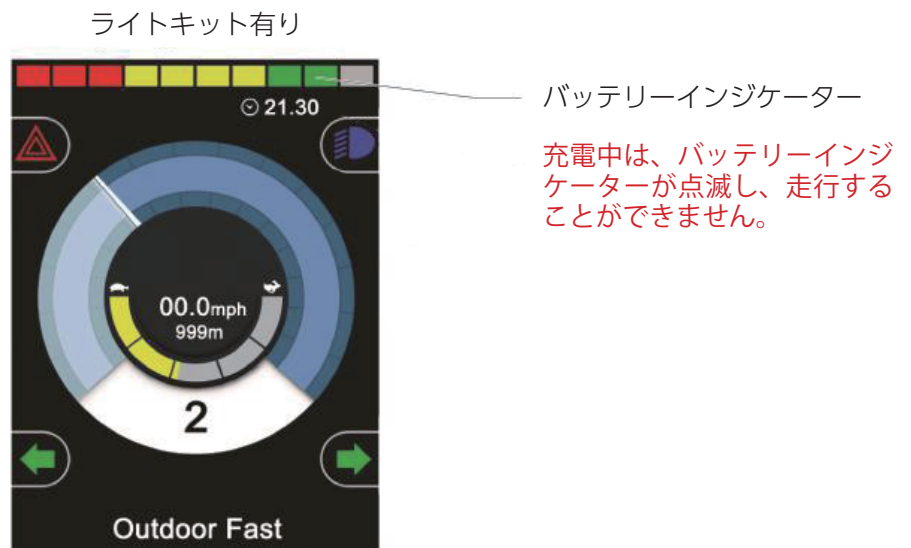 ライトキット有り
21.30
バッテリーインジケーター
充電中は、バッテリーインジ
ケーターが点滅し、走行する
ことができません。
00.0mph
999m
2
Outdoor Fast